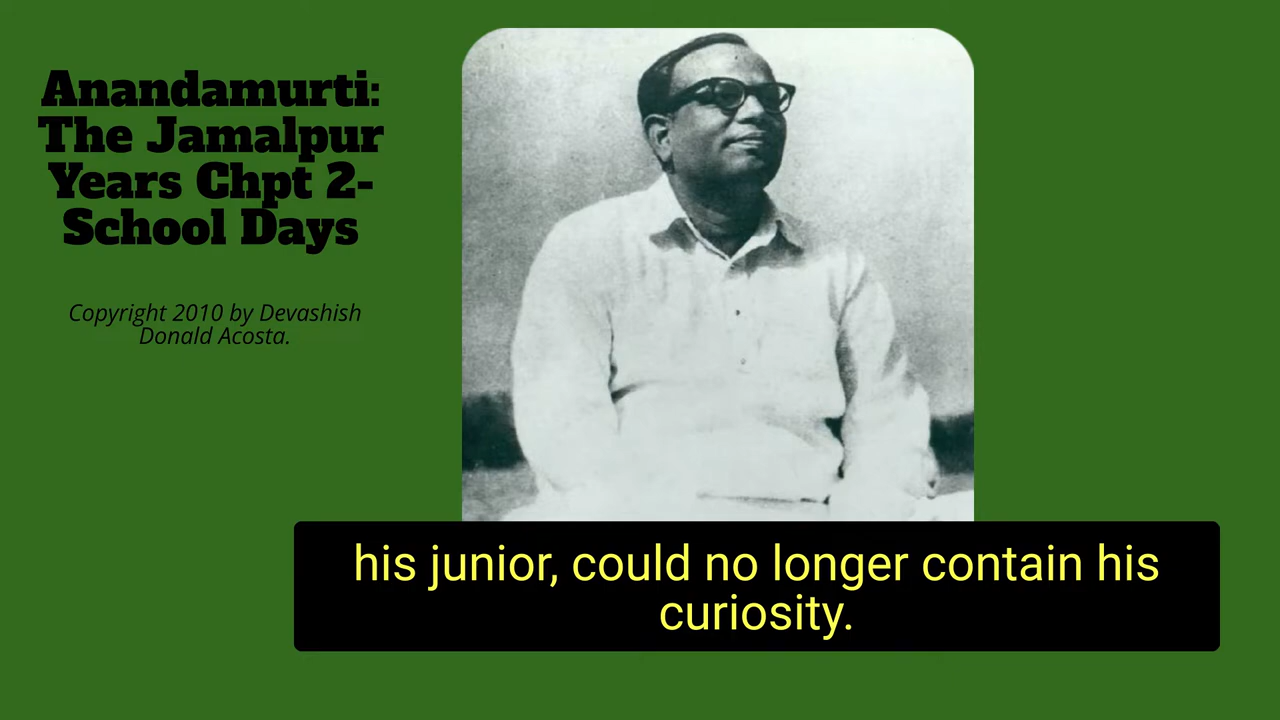 Anandamurti:
The Jamalpur
Years Chpt 2-
School Days
Copyright 2010 by Devashish
Donald Acosta.
his junior, could no longer contain his
curiosity.